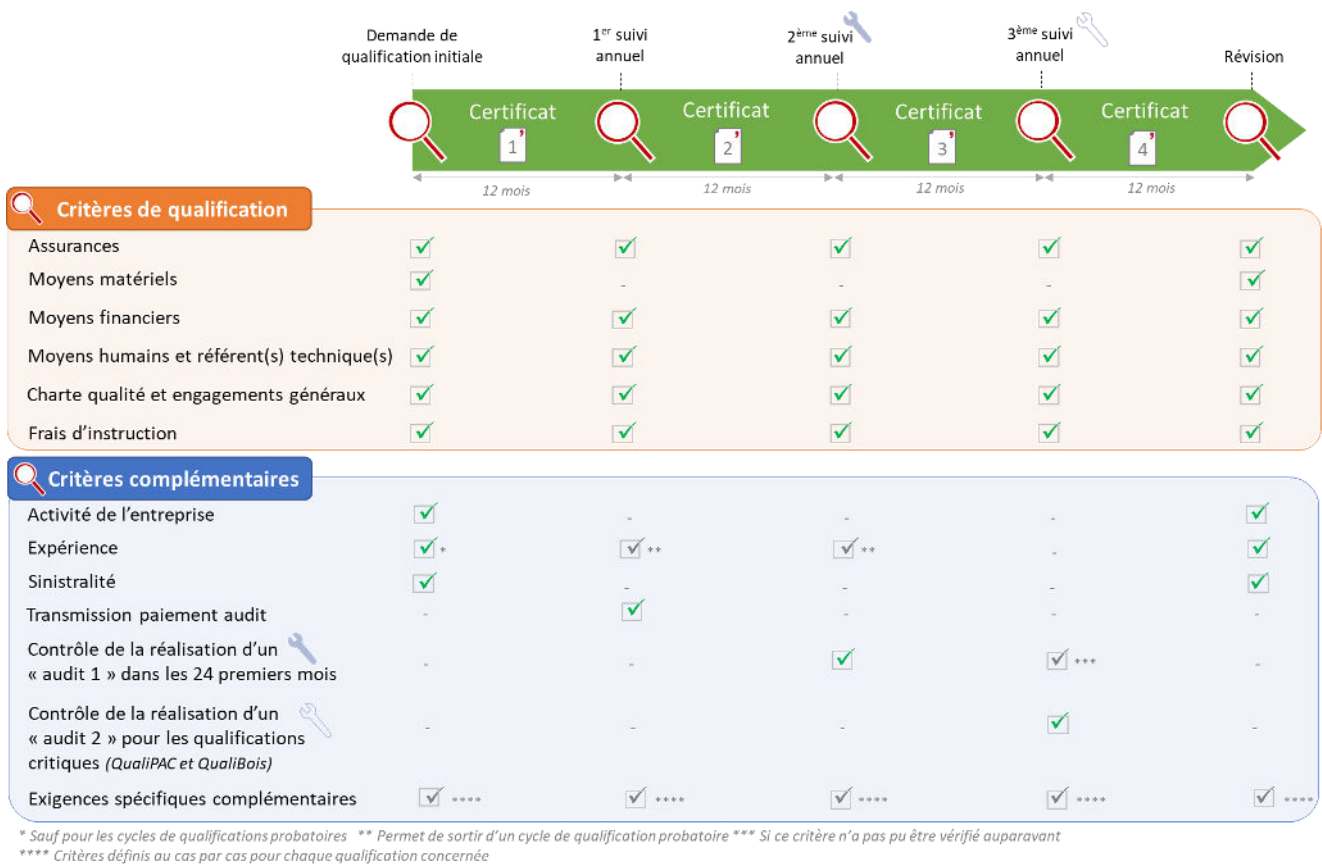 Demande de
qualification initiale
1er suivi
annuel
2ème suivi
annuel
3ème suivi
annuel
Révision
Certificat
1
Certificat
2
Certificat
3
Certificat
4
12 mois
12 mois
12 mois
12 mois
Critères de qualification
Assurances
Moyens matériels
- - -
Moyens financiers
Moyens humains et référent(s) technique(s)
Charte qualité et engagements généraux
Frais d'instruction
Critères complémentaires
Activité de l'entreprise
- - -
Expérience
* ** ** -
Sinistralité
- - -
Transmission paiement audit
- - - -
Contrôle de la réalisation d'un
« audit 1 » dans les 24 premiers mois
- - *** -
Contrôle de la réalisation d'un
« audit 2 » pour les qualifications
critiques (QualiPAC et QualiBois)
- - - -
Exigences spécifiques complémentaires
**** **** **** **** ****
* Sauf pour les cycles de qualifications probatoires ** Permet de sortir d'un cycle de qualification probatoire *** Si ce critère n'a pas pu être vérifié auparavant
**** Critères définis au cas par cas pour chaque qualification concernée